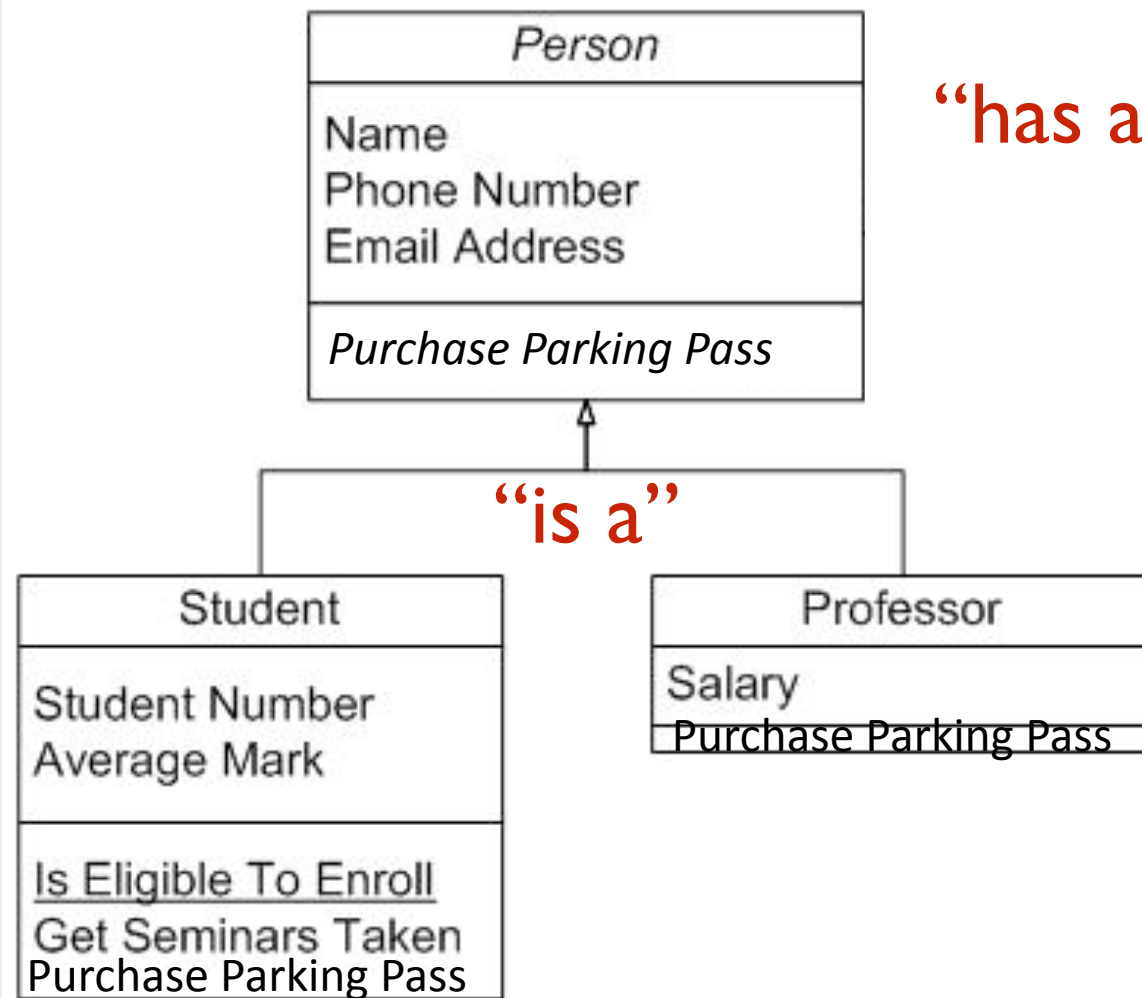 Person
“has a
Name
Phone Number
Email Address
Purchase Parking Pass
“is a”
Student
Student Number
Average Mark
Is Eligible To Enroll
Get Seminars Taken
Purchase Parking Pass
Professor
Salary
Purchase Parking Pass